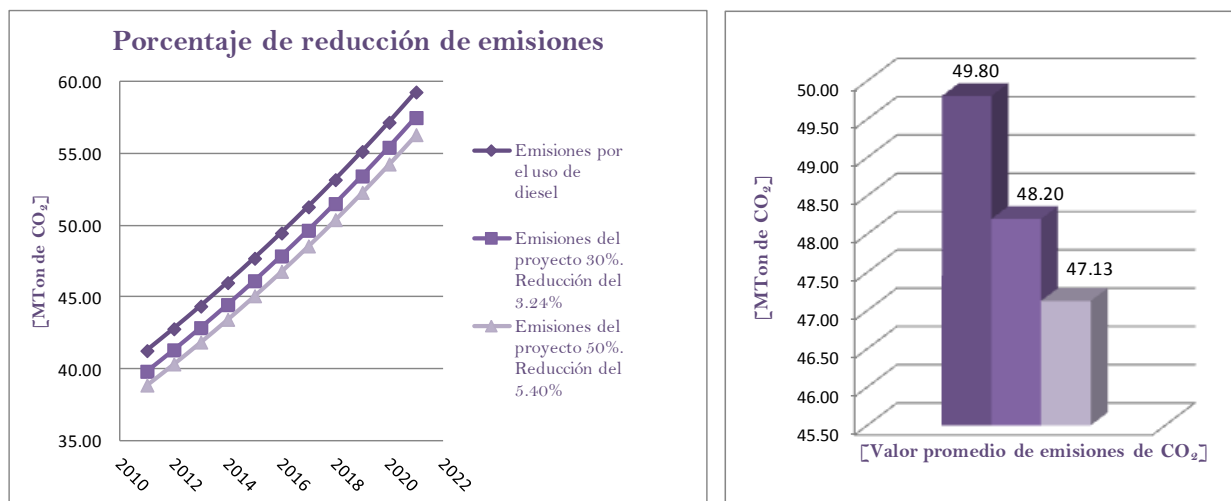 Porcentaje de reducción de emisiones
60.00
55.00
50.00
45.00
40.00
35.00
[MTon de CO₂]
2010
2012
2014
2016
2018
2020
2022
Emisiones por
el uso de
diesel
Emisiones del
proyecto 30%.
Reducción del
3.24%
Emisiones del
proyecto 50%.
Reducción del
5.40%
50.00
49.50
49.00
48.50
48.00
47.50
47.00
46.50
46.00
45.50
[MTon de CO₂]
49.80
48.20
47.13
[Valor promedio de emisiones de CO₂]